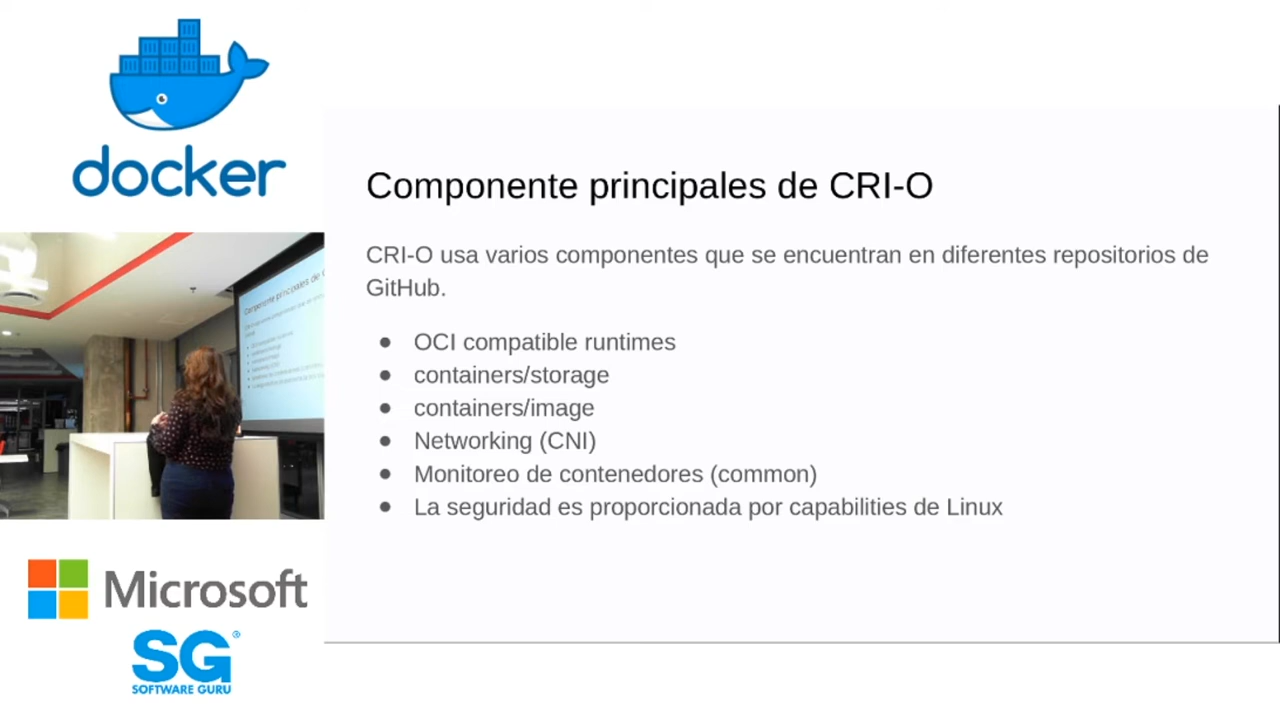 docker
Componente principales de CRI-O
CRI-O usa varios componentes que se encuentran en diferentes repositorios de
GitHub.
● OCI compatible runtimes
● containers/storage
● containers/image
● Networking (CNI)
● Monitoreo de contenedores (common)
● La seguridad es proporcionada por capabilities de Linux
Microsoft
SG®
SOFTWARE GURU